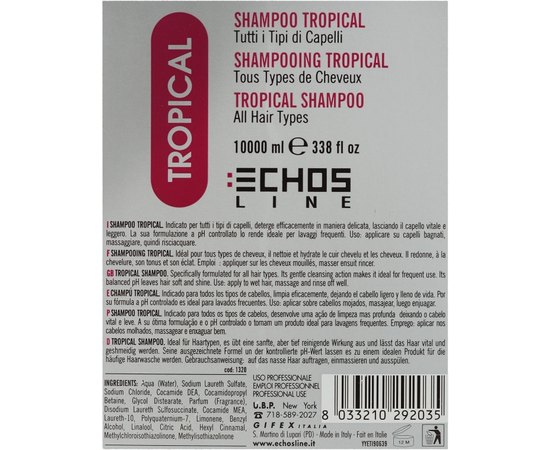 TROPICAL
SHAMPOO TROPICAL
Tutti i Tipi di Capelli
SHAMPOOING TROPICAL
Tous Types de Cheveux
TROPICAL SHAMPOO
All Hair Types
10000 ml e 338 fl oz
ECHOS
LINE
I SHAMPOO TROPICAL. Indicato per tutti i tipi di capelli, deterge efficacemente in maniera delicata, lasciando il capello vitale e
leggero. La sua formulazione a pH controllato lo rende ideale per lavaggi frequenti. Uso: applicare su capelli bagnati,
massaggiare, quindi risciacquare.
F SHAMPOOING TROPICAL. Idéal pour tous types de cheveux, il nettoie et hydrate le cuir chevelu et les cheveux. Il redonne, à la
chevelure, son tonus et son éclat. Emploi : appliquer sur les cheveux mouillés, masser ensuit rincer.
GB TROPICAL SHAMPOO. Specifically formulated for all hair types. Its gentle cleansing action makes it ideal for frequent use. Its
balanced pH leaves hair soft and shine. Use: apply to wet hair, massage and rinse off well.
E CHAMPÚ TROPICAL. Indicado para todos los tipos de cabellos, limpia eficazmente, dejando el cabello ligero y lleno de vida. Por
su fórmula a pH controlado es ideal para lavados frecuentes. Uso: aplicar sobre cabellos mojados, masajear, luego enjuagar.
P SHAMPOO TROPICAL. Indicado para todos os tipos de cabelos, desenvolve uma acção de limpeza mas profunda deixando o cabelo
vital e leve. A su ótima formulação e o pH controlado o tornam um produto ideal para lavagens frequentes. Emprego: aplicar nos
cabelos molhados, massajear e enxaguar bem.
D TROPICAL SHAMPOO. Ideal für Haartypen, es übt eind sanfte, aber tief reinigende Wirkung aus und lässt das Haar vital und
geschmeidig werden. Seine ausgezeichnete Formel und der kontrollierte pH-Wert lassen es zu einem idealen Produkt für die
häufige Haarwäsche werden. Gebrauchsanweisung: auf das nasse Haar auftragen, einmassieren und ausspülen.
cod: 1320
INGREDIENTS: Aqua (Water), Sodium Laureth Sulfate,
Sodium Chloride, Cocamide DEA, Cocamidopropyl
Betaine, Glycol Distearate, Parfum (Fragrance),
Disodium Laureth Sulfosuccinate, Cocamide MEA,
Laureth-10, Polyquaternium-7, Limonene, Benzyl
Alcohol, Linalool, Citric Acid, Hexyl Cinnamal,
Methylchloroisothiazolinone, Methylisothiazolinone
USO PROFESSIONALE
EMPLOI PROFESSIONNEL
PROFESSIONAL USE
U.B.P. New York
718-589-2027
GIFEX ITALIA
S. Martino di Lupari (PD) - Made in Italy - Fait en Italie
www.echosline.com
8 033210 292035
YYET190639
12 M